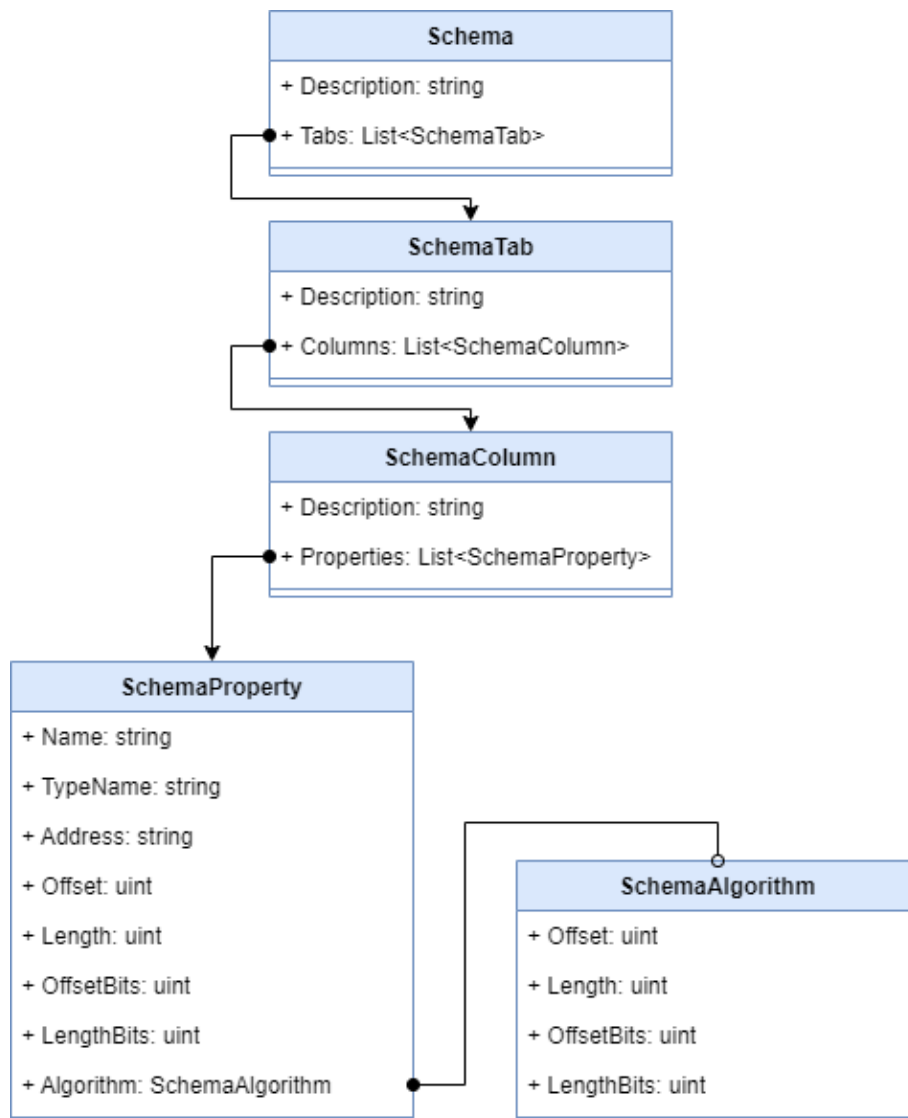 Schema
+ Description: string
+ Tabs: List<SchemaTab>
SchemaTab
+ Description: string
+ Columns: List<SchemaColumn>
SchemaColumn
+ Description: string
+ Properties: List<SchemaProperty>
SchemaProperty
+ Name: string
+ TypeName: string
+ Address: string
+ Offset: uint
+ Length: uint
+ OffsetBits: uint
+ LengthBits: uint
+ Algorithm: SchemaAlgorithm
SchemaAlgorithm
+ Offset: uint
+ Length: uint
+ OffsetBits: uint
+ LengthBits: uint